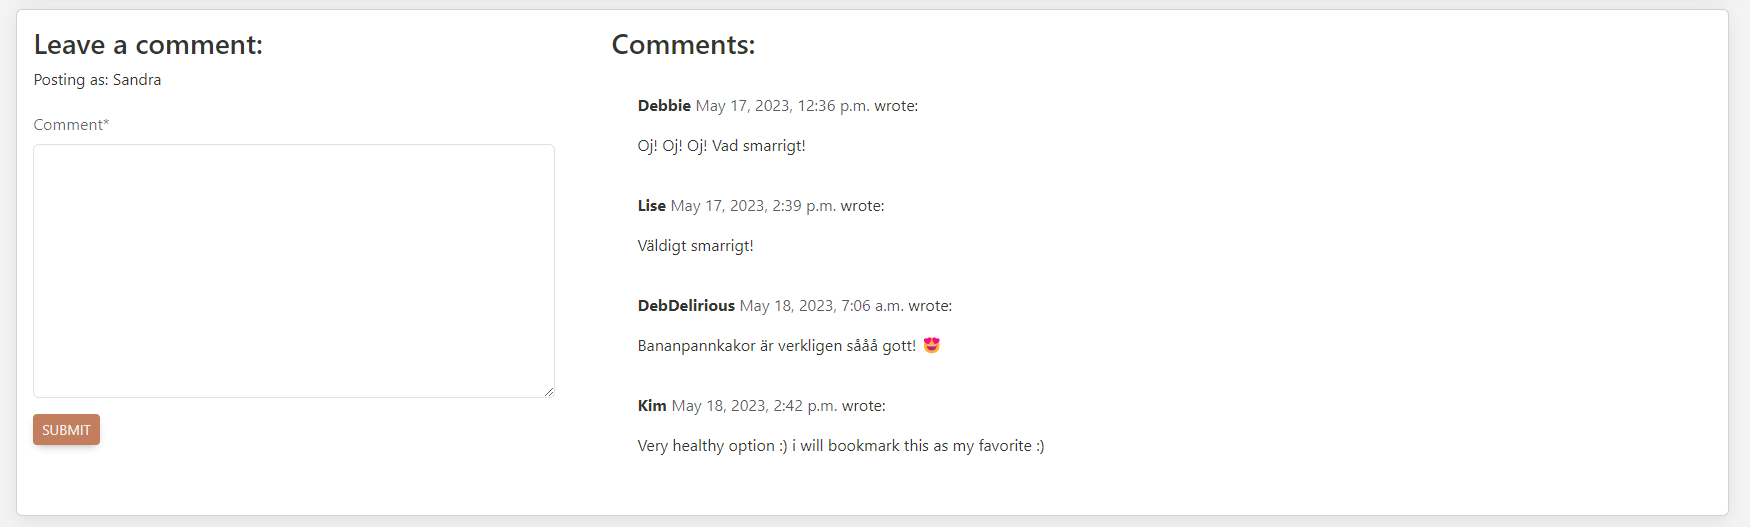 Leave a comment:
Posting as: Sandra
Comment*
SUBMIT
Comments:
Debbie May 17, 2023, 12:36 p.m. wrote:
Oj! Oj! Oj! Vad smarrigt!
Lise May 17, 2023, 2:39 p.m. wrote:
Väldigt smarrigt!
DebDelirious May 18, 2023, 7:06 a.m. wrote:
Bananpannkakor är verkligen sååå gott! 😍
Kim May 18, 2023, 2:42 p.m. wrote:
Very healthy option :) i will bookmark this as my favorite :)